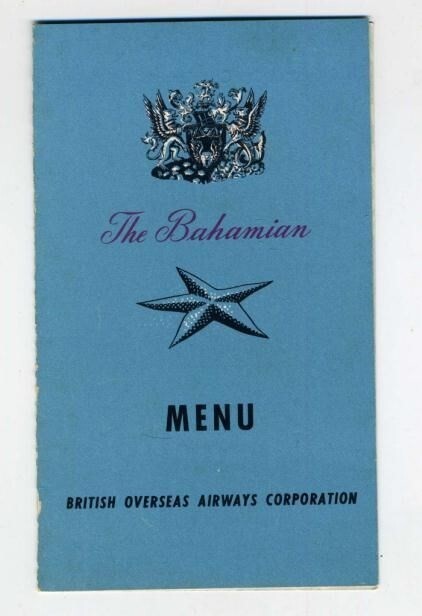 The Bahamian
MENU
BRITISH OVERSEAS AIRWAYS CORPORATION